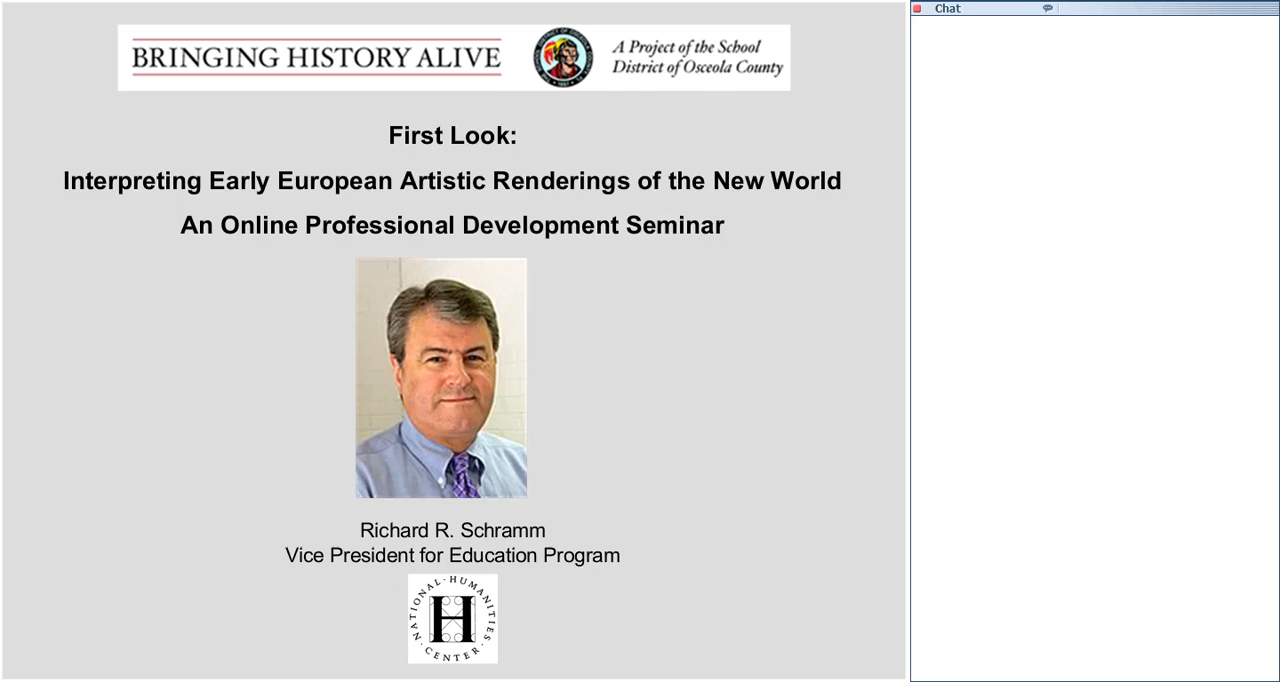 BRINGING HISTORY ALIVE
A Project of the School
District of Osceola County
First Look:
Interpreting Early European Artistic Renderings of the New World
An Online Professional Development Seminar
Richard R. Schramm
Vice President for Education Program
NATIONAL · HUMANITIES · CENTER ·
H
Chat